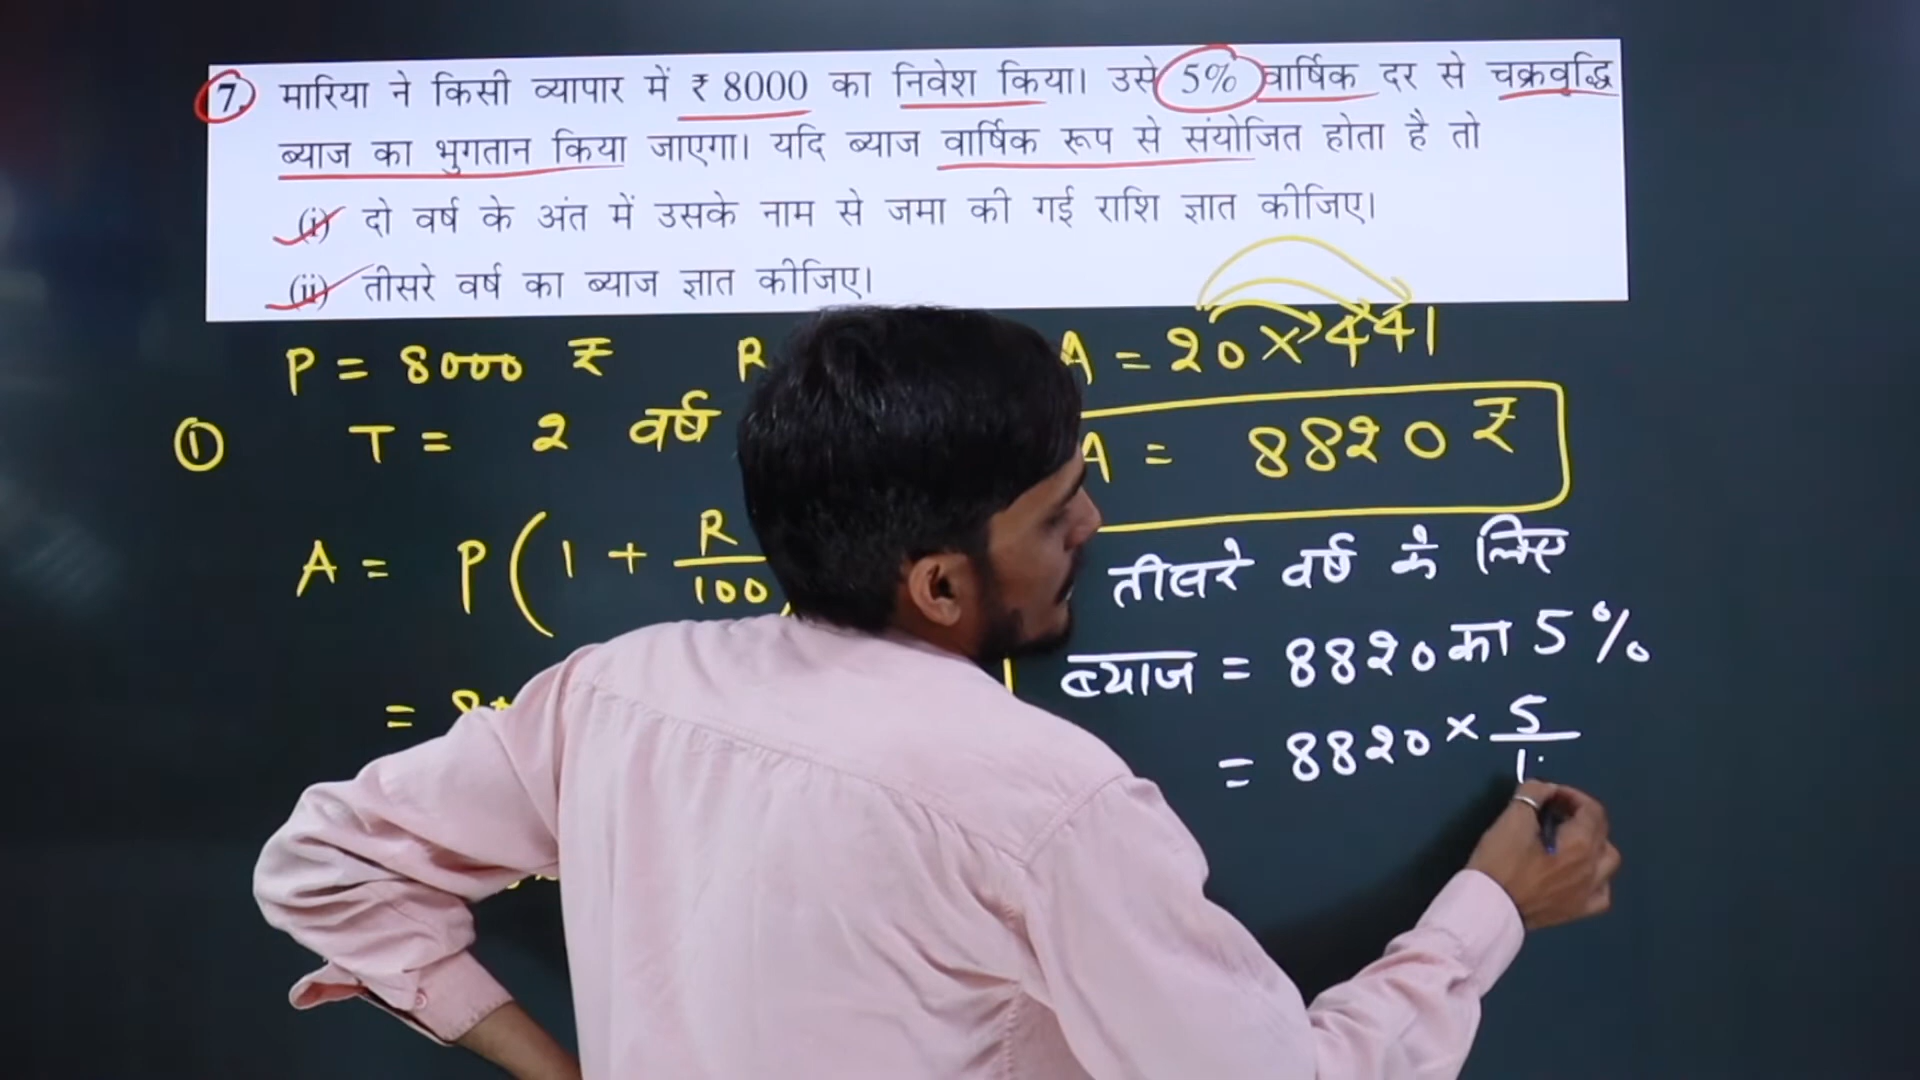 7. मारिया ने किसी व्यापार में ₹ 8000 का निवेश किया। उसे 5% वार्षिक दर से चक्रवृद्धि
ब्याज का भुगतान किया जाएगा। यदि ब्याज वार्षिक रूप से संयोजित होता है तो
(i) दो वर्ष के अंत में उसके नाम से जमा की गई राशि ज्ञात कीजिए।
(ii) तीसरे वर्ष का ब्याज ज्ञात कीजिए।
P = 8000 ₹ R
① T = 2 वर्ष
A = P ( 1 + R/100
=
A = 20 × 441
A = 8820 ₹
तीसरे वर्ष के लिए
ब्याज = 8820 का 5 %
= 8820 × 5/1